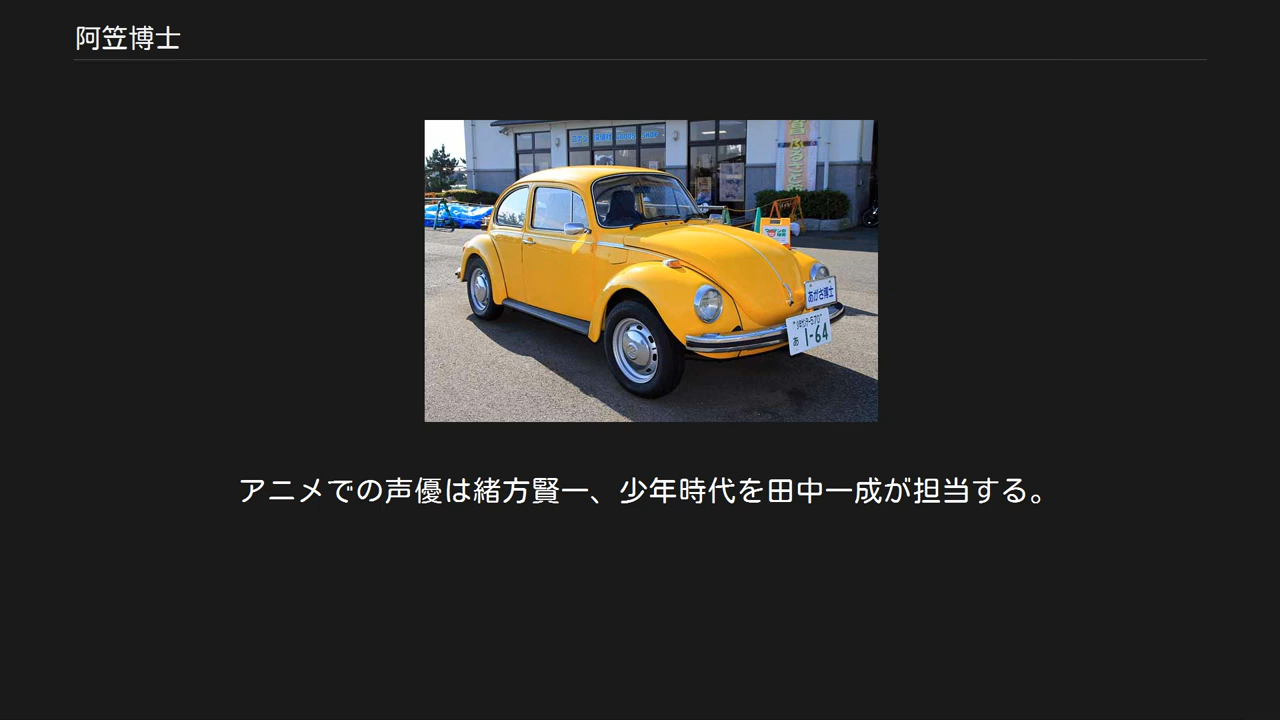 阿笠博士
あがさ博士
あ 1-64
アニメでの声優は緒方賢一、少年時代を田中一成が担当する。